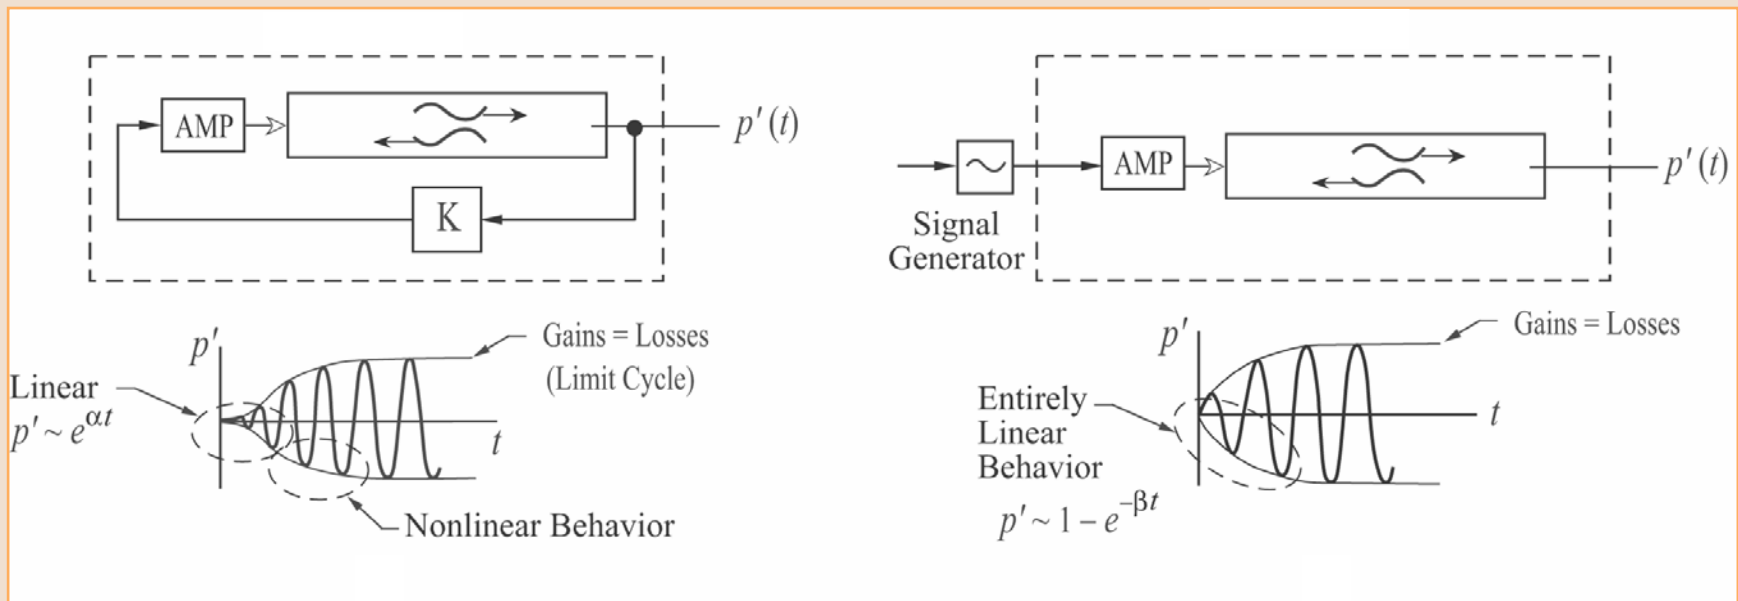 AMP
p′(t)
K
AMP
p′(t)
Signal
Generator
p′
Gains = Losses
(Limit Cycle)
Linear
p′ ~ e^αt
t
Nonlinear Behavior
p′
Gains = Losses
Entirely
Linear
Behavior
p′ ~ 1 – e^–βt
t